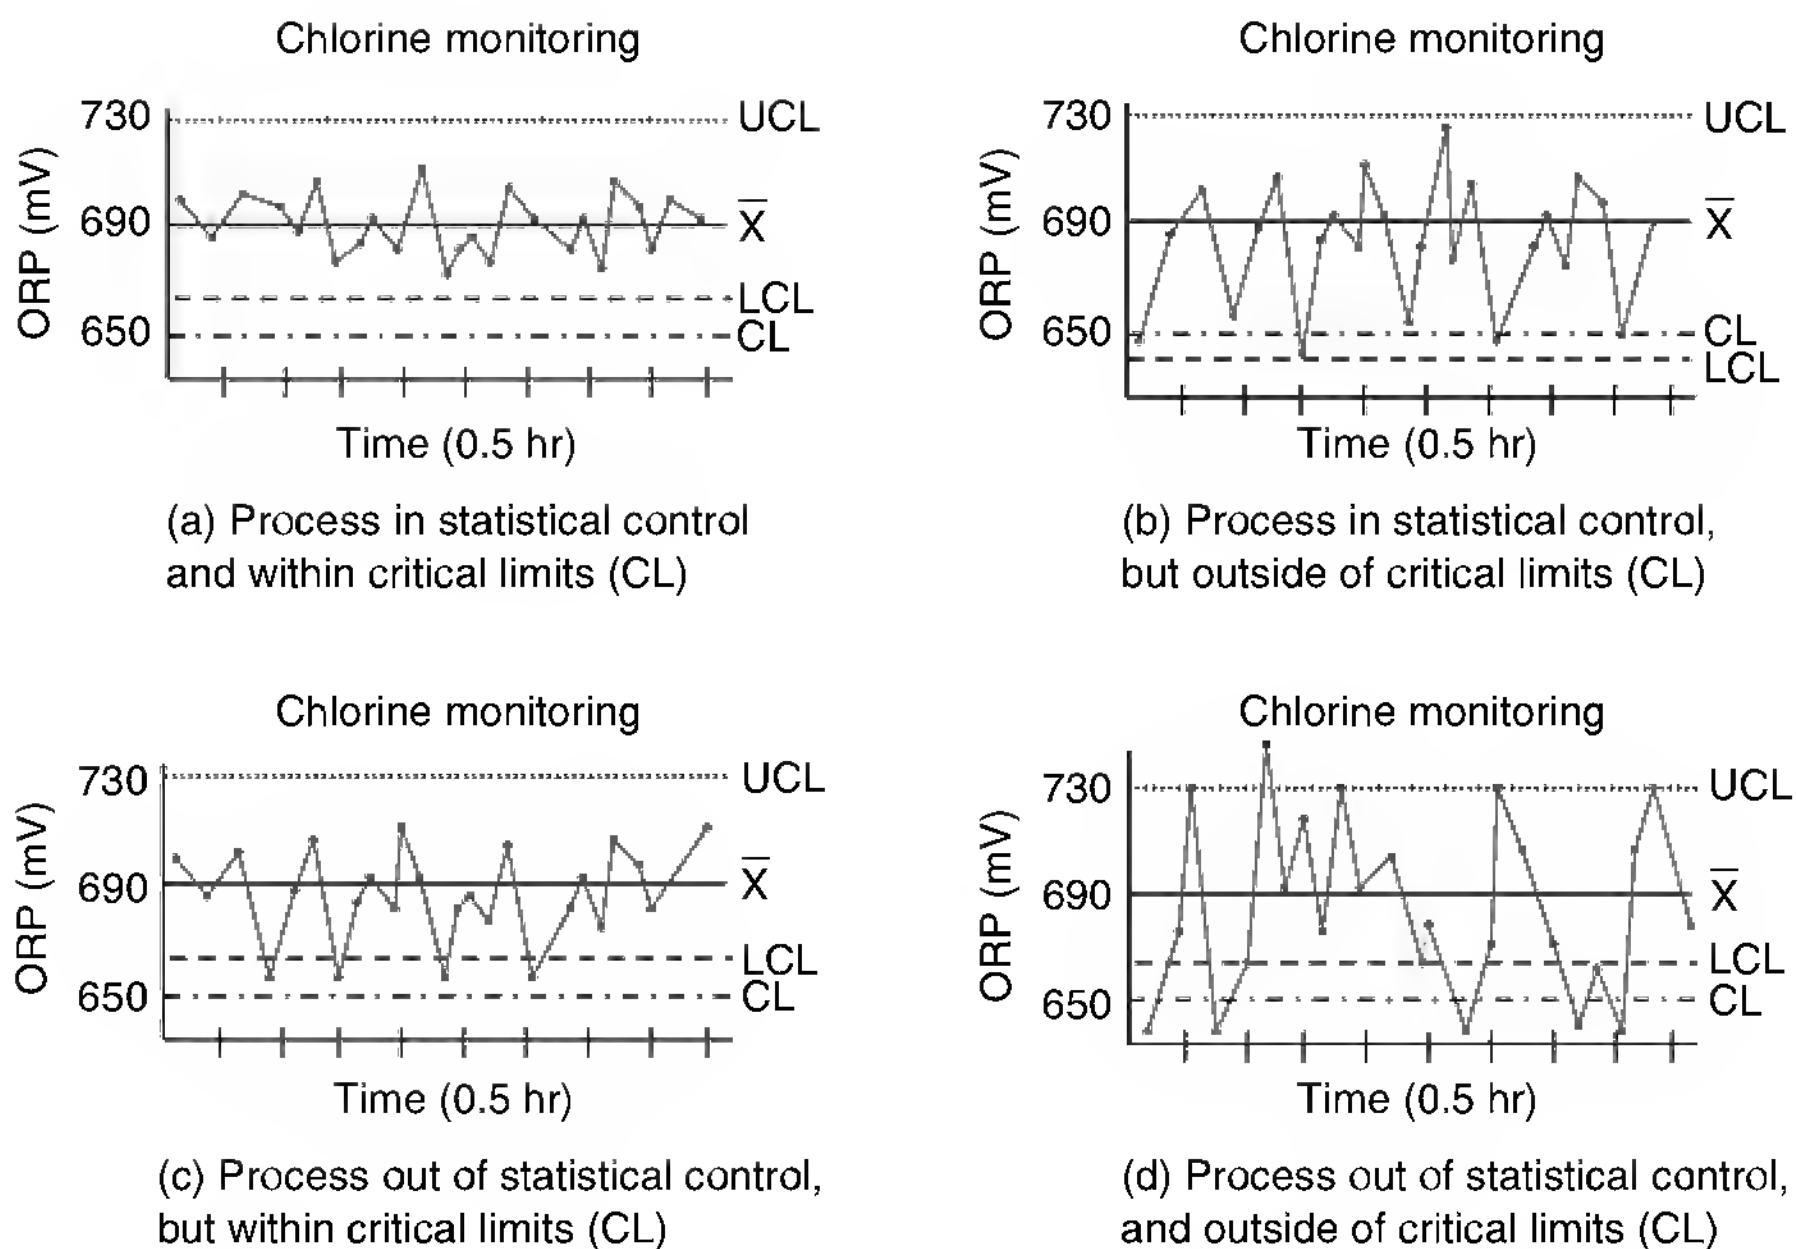 Chlorine monitoring
730
UCL
690
X̅
LCL
650
CL
ORP (mV)
Time (0.5 hr)
(a) Process in statistical control
and within critical limits (CL)
Chlorine monitoring
730
UCL
690
X̅
650
CL
LCL
ORP (mV)
Time (0.5 hr)
(b) Process in statistical control,
but outside of critical limits (CL)
Chlorine monitoring
730
UCL
690
X̅
LCL
650
CL
ORP (mV)
Time (0.5 hr)
(c) Process out of statistical control,
but within critical limits (CL)
Chlorine monitoring
730
UCL
690
X̅
LCL
650
CL
ORP (mV)
Time (0.5 hr)
(d) Process out of statistical control,
and outside of critical limits (CL)